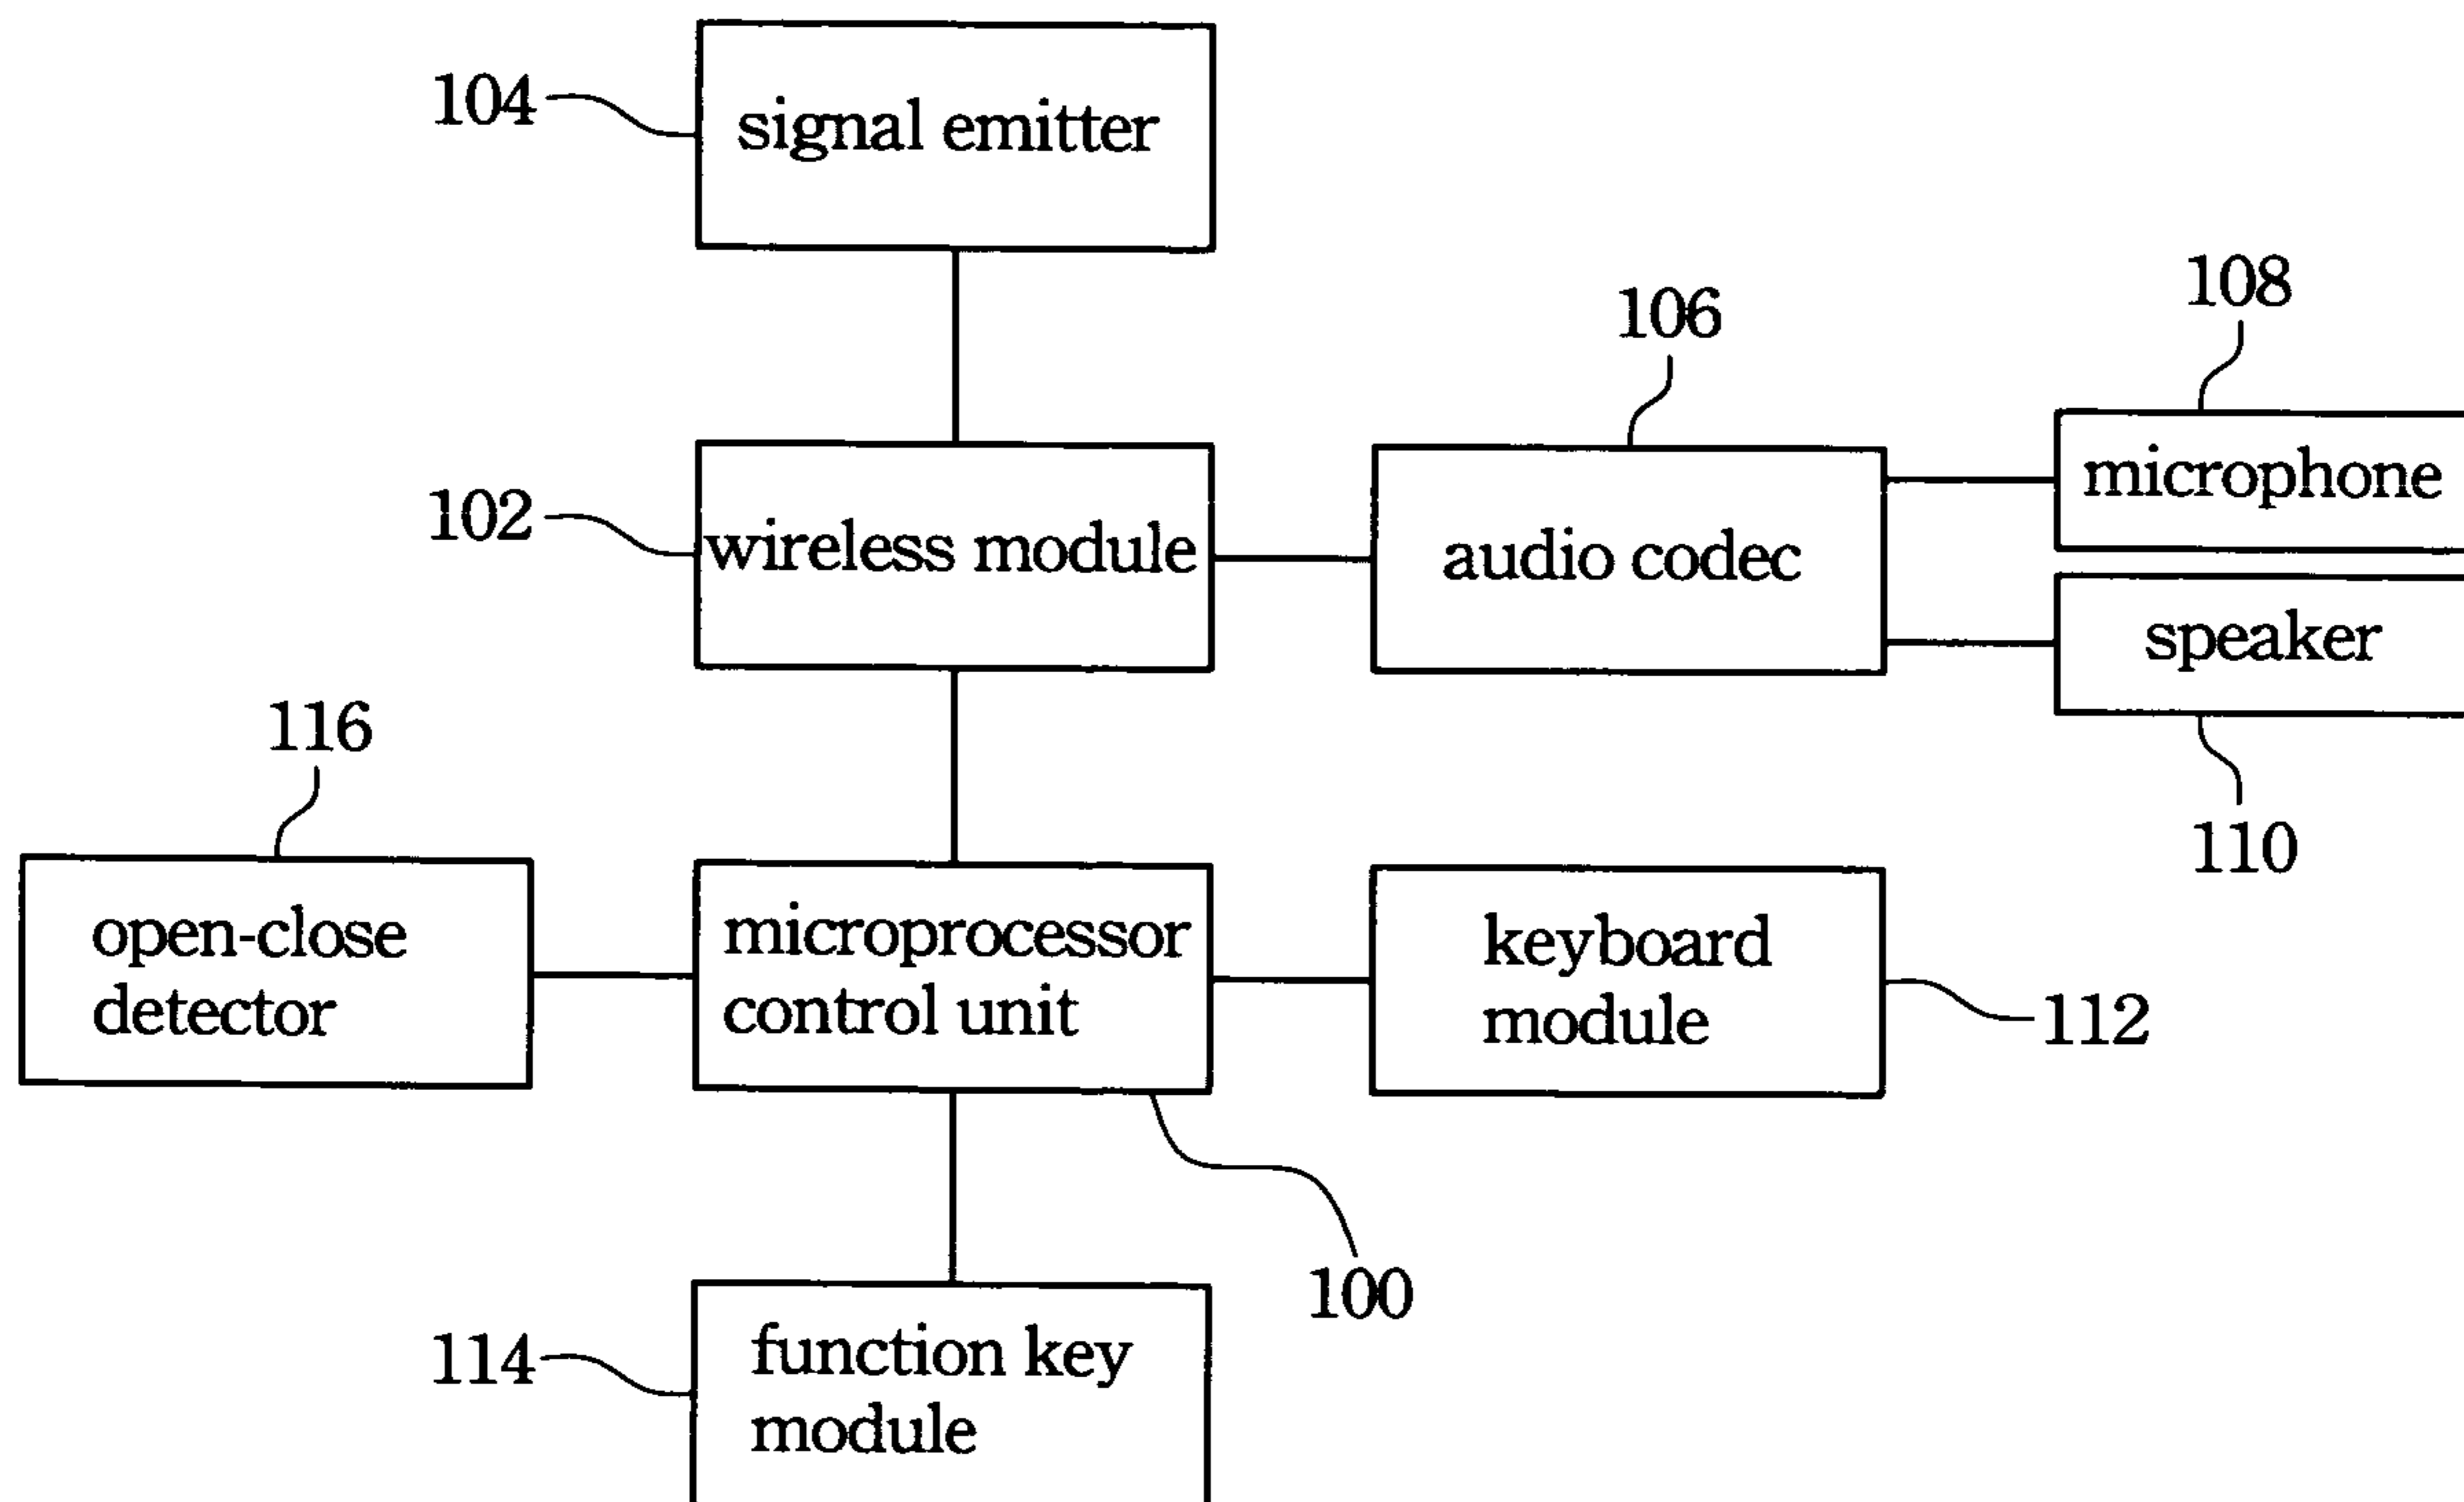 104
signal emitter
108
106
microphone
102
wireless module
audio codec
speaker
116
110
open-close
detector
microprocessor
control unit
keyboard
module
112
100
114
function key
module